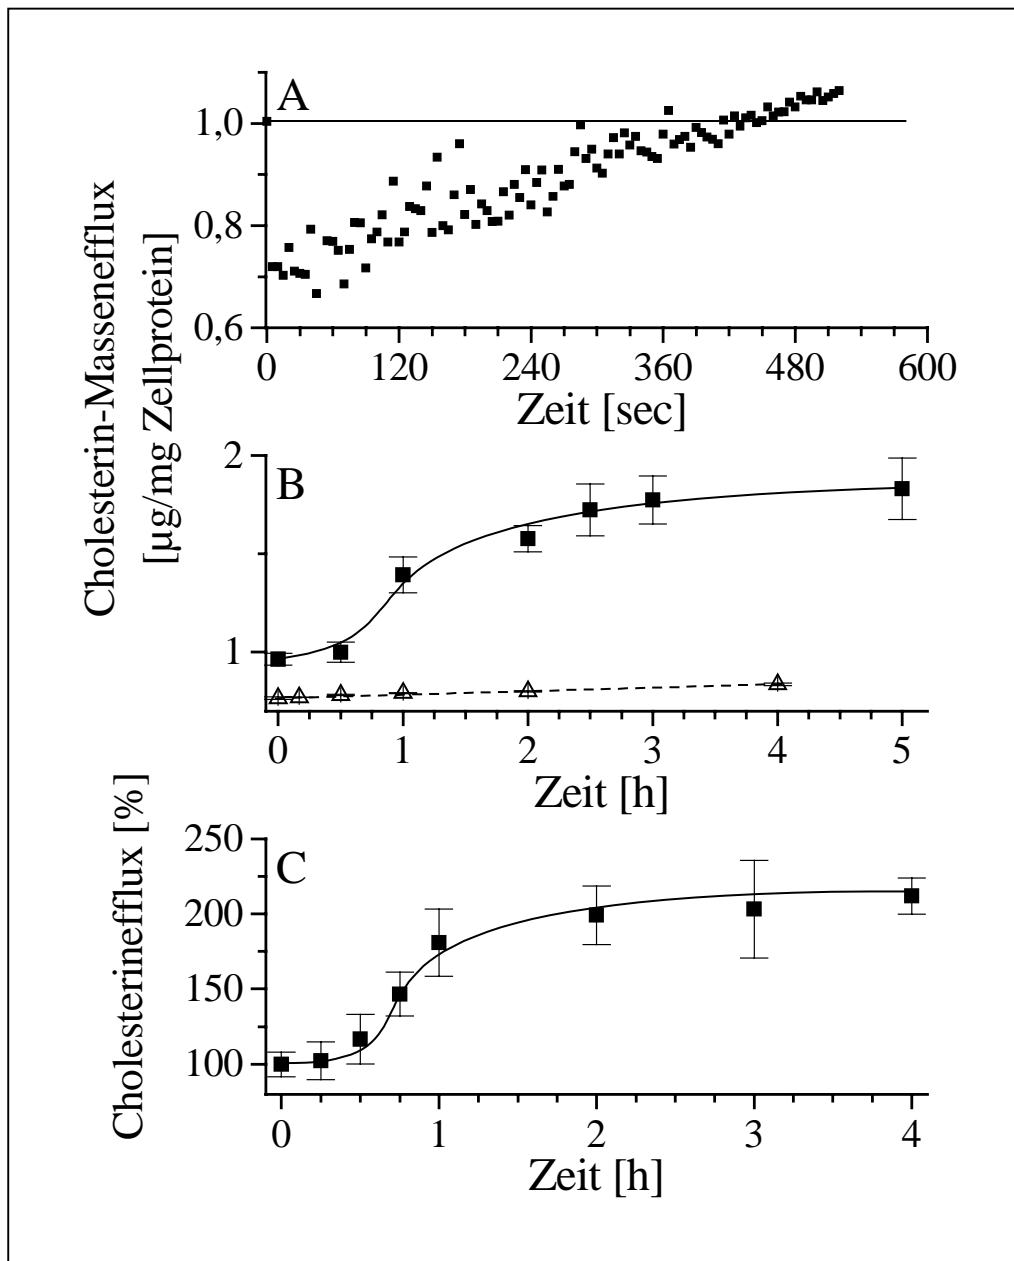 A
1,0
0,8
0,6
0 120 240 360 480 600
Zeit [sec]
Cholesterin-Massenefflux
[µg/mg Zellprotein]
B
2
1
0 1 2 3 4 5
Zeit [h]
Cholesterinefflux [%]
C
250
200
150
100
0 1 2 3 4
Zeit [h]